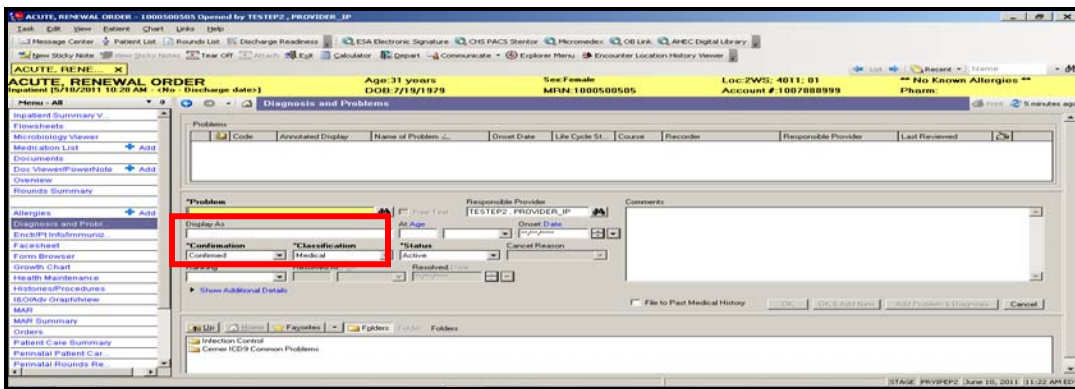 ACUTE, RENEWAL ORDER - 1000500505 Opened by TESTEP2 , PROVIDER_IP
Task Edit View Patient Chart Links Help
Message Center Patient List Rounds List Discharge Readiness ESA Electronic Signature CHS PACS Stentor Micromedex OB Link AHEC Digital Library
New Sticky Note View Sticky Notes Tear Off Attach Exit Calculator Depart Communicate Explorer Menu Encounter Location History Viewer
ACUTE, RENE... List Recent Name
ACUTE, RENEWAL ORDER Age:31 years Sex:Female Loc:2WS; 4011; 01 ** No Known Allergies **
Inpatient [5/18/2011 10:20 AM - <No - Discharge date>] DOB:7/19/1979 MRN:1000500505 Account #:1007888999 Pharm:
Menu - All Diagnosis and Problems Print 5 minutes ago
Inpatient Summary V...
Flowsheets
Microbiology Viewer
Medication List Add
Documents
Doc Viewer/PowerNote Add
Overview
Rounds Summary
Allergies Add
Diagnosis and Probl...
Enctr/Pt Info/Immuniz...
Facesheet
Form Browser
Growth Chart
Health Maintenance
Histories/Procedures
I&O/Adv Graph/View
MAR
MAR Summary
Orders
Patient Care Summary
Perinatal Patient Car...
Perinatal Rounds Re...
Problems
Code Annotated Display Name of Problem Onset Date Life Cycle St... Course Recorder Responsible Provider Last Reviewed
*Problem Free Text Responsible Provider Comments
TESTEP2 , PROVIDER_IP
Display As At Age Onset Date
**/**/****
*Confirmation *Classification *Status Cancel Reason
Confirmed Medical Active
Ranking Resolved
Show Additional Details
File to Past Medical History OK OK & Add New Add Problem & Diagnosis Cancel
Up Home Favorites Folders Folder: Folders
Infection Control
Cerner ICD9 Common Problems
STAGE PRVIPEP2 June 10, 2011 11:22 AM ED